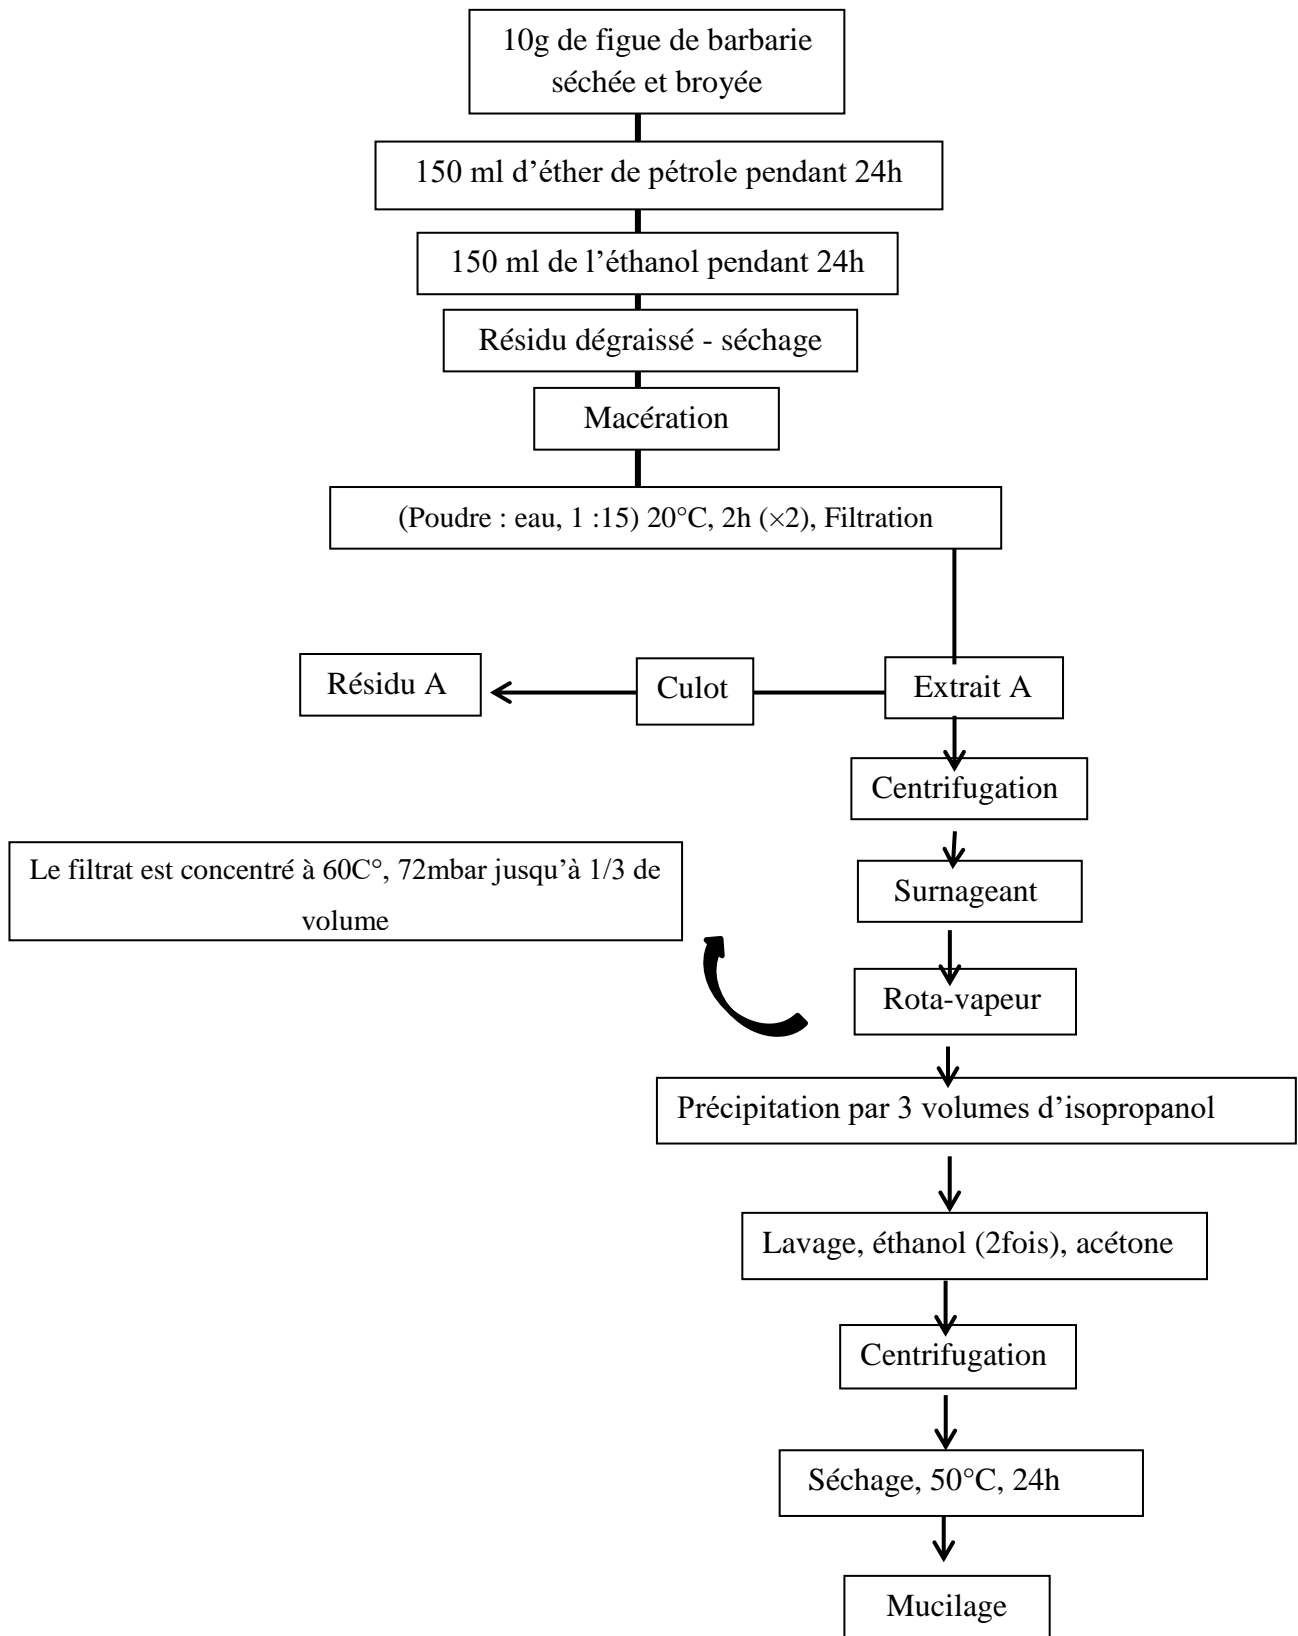 10g de figue de barbarie
séchée et broyée
150 ml d’éther de pétrole pendant 24h
150 ml de l’éthanol pendant 24h
Résidu dégraissé - séchage
Macération
(Poudre : eau, 1 :15) 20°C, 2h (×2), Filtration
Résidu A
Culot
Extrait A
Centrifugation
Le filtrat est concentré à 60C°, 72mbar jusqu’à 1/3 de
volume
Surnageant
Rota-vapeur
Précipitation par 3 volumes d’isopropanol
Lavage, éthanol (2fois), acétone
Centrifugation
Séchage, 50°C, 24h
Mucilage